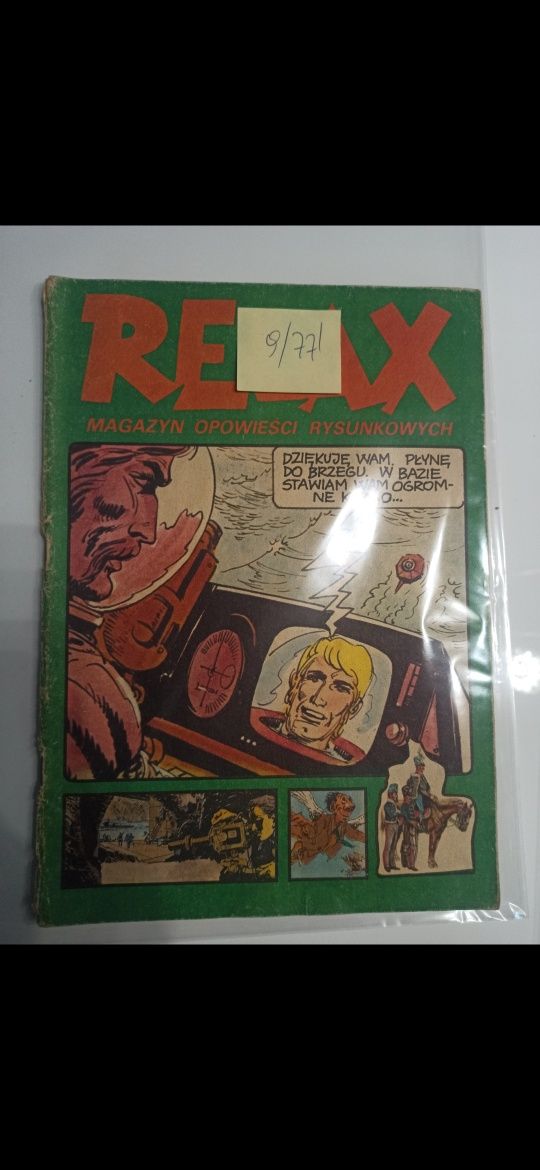 RE AX
9/77
MAGAZYN OPOWIEŚCI RYSUNKOWYCH
DZIĘKUJĘ WAM. PŁYNĘ
DO BRZEGU. W BAZIE
STAWIAM WAM OGROM-
NE